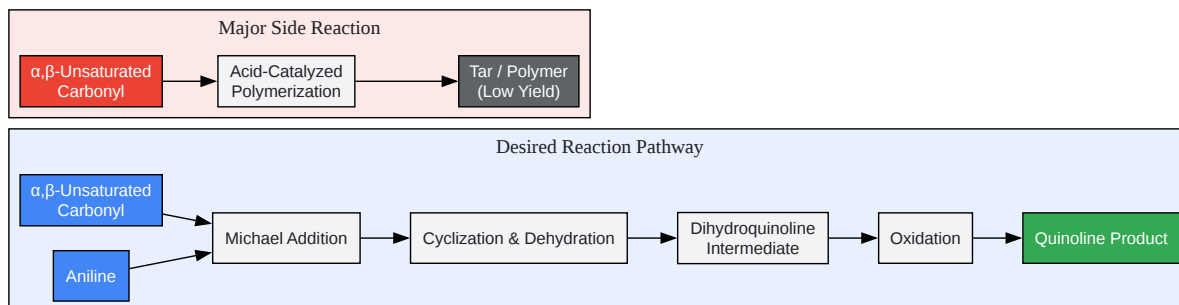 Major Side Reaction
α,β-Unsaturated
Carbonyl
Acid-Catalyzed
Polymerization
Tar / Polymer
(Low Yield)
Desired Reaction Pathway
α,β-Unsaturated
Carbonyl
Aniline
Michael Addition
Cyclization & Dehydration
Dihydroquinoline
Intermediate
Oxidation
Quinoline Product